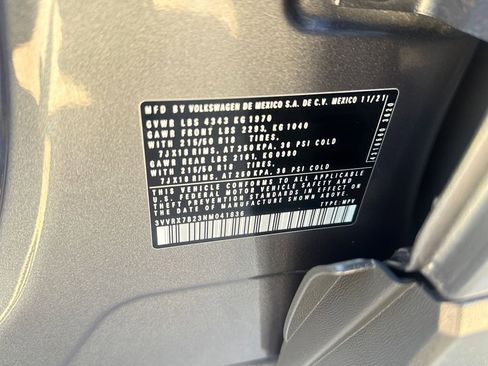 MFD BY VOLKSWAGEN DE MEXICO S.A. DE C.V. MEXICO 11/21
GVWR LBS 4343 KG 1970
GAWR FRONT LBS 2293, KG 1040
WITH 215/50 R18 TIRES,
7JX18 RIMS, AT 250KPA, 36 PSI COLD
GAWR REAR LBS 2161, KG 0980
WITH 215/50 R18 TIRES,
7JX18 RIMS, AT 250KPA, 36 PSI COLD
THIS VEHICLE CONFORMS TO ALL APPLICABLE
U.S. FEDERAL MOTOR VEHICLE SAFETY AND
THEFT PREVENTION STANDARDS IN EFFECT ON
THE DATE OF MANUFACTURE SHOWN ABOVE
3VVRX7B23NM041836
TYPE: MPV